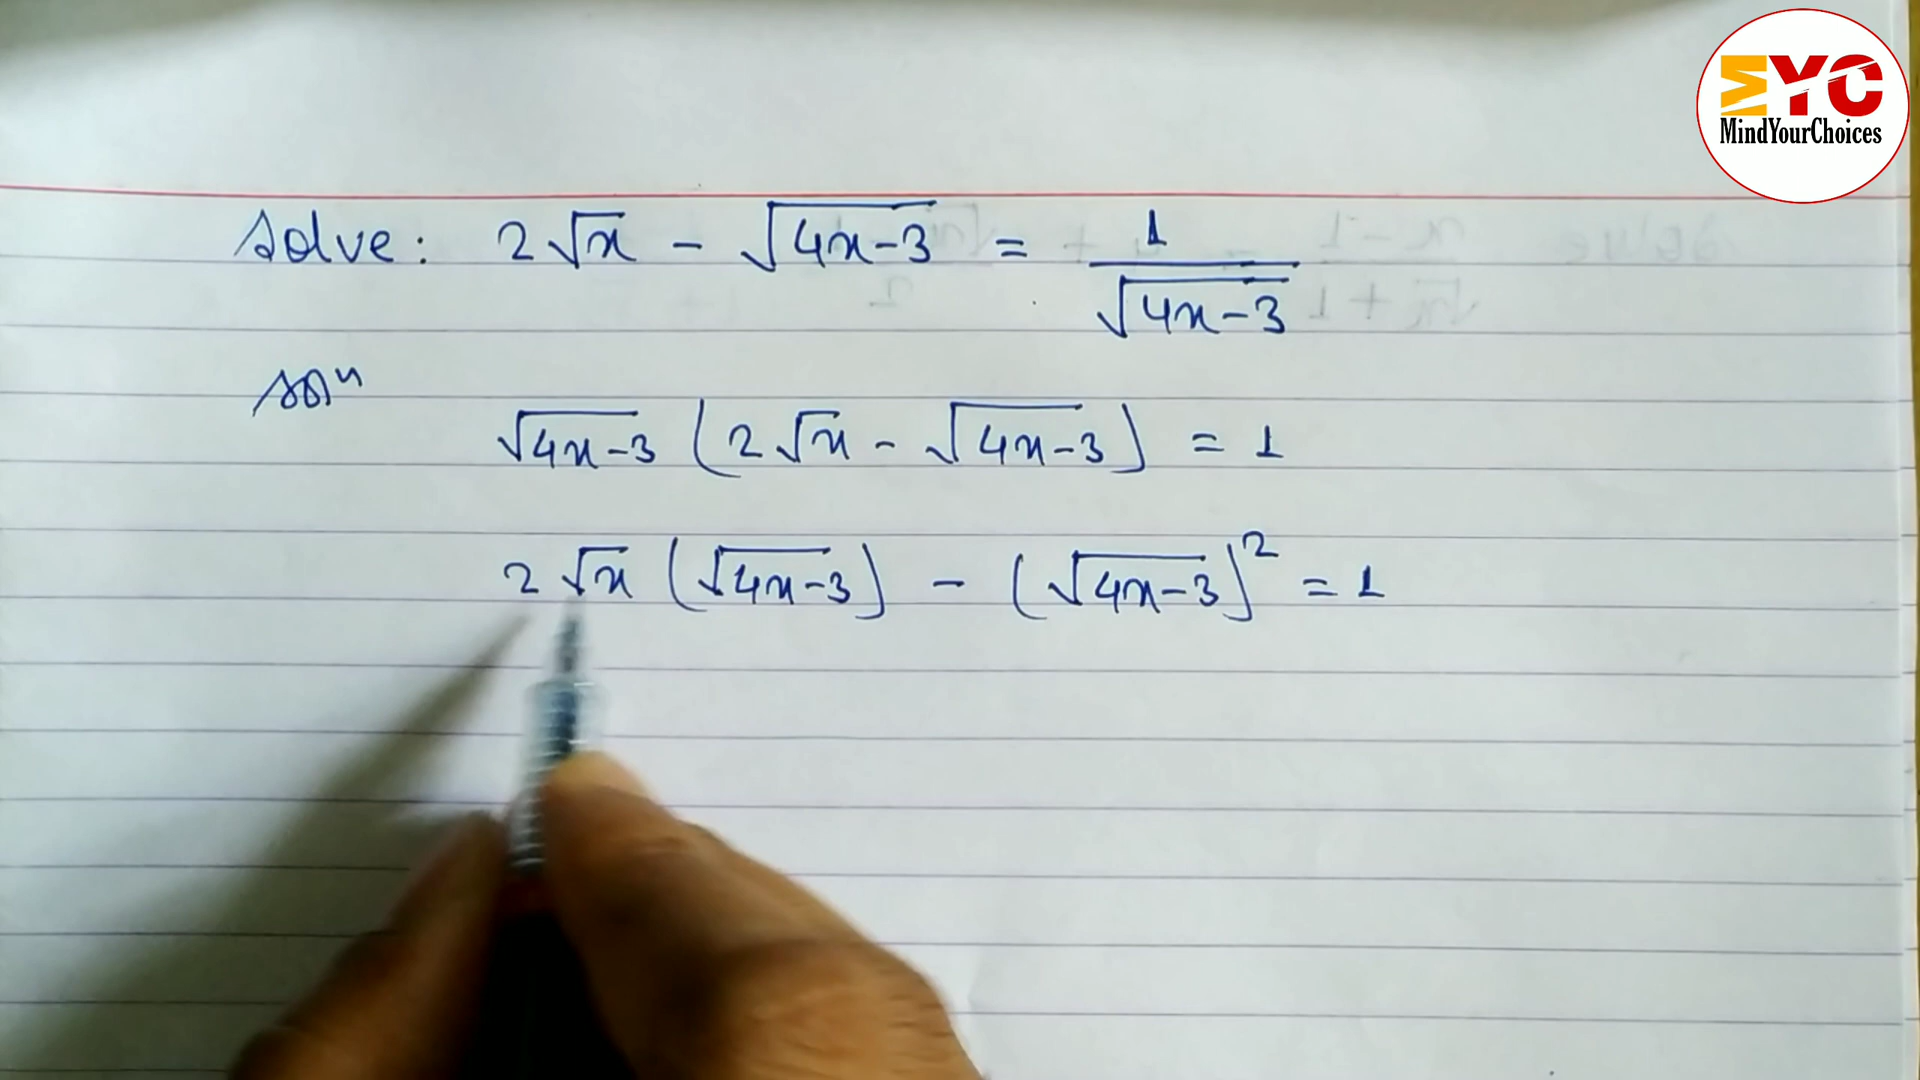 MYC
MindYourChoices
Solve: 2√x - √(4x-3) = 1/√(4x-3)
Solⁿ
√(4x-3) (2√x - √(4x-3)) = 1
2√x (√(4x-3)) - (√(4x-3))² = 1